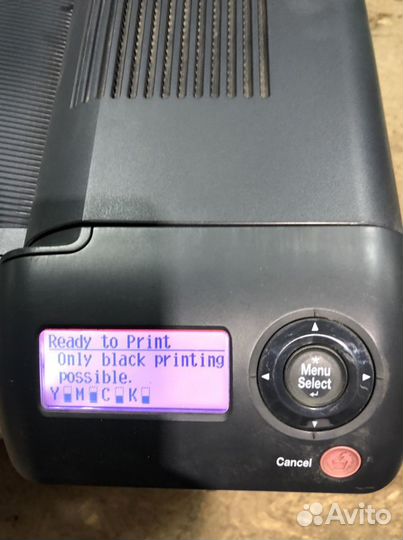 Ready to Print
Only black printing
possible.
Y M C K
*
Menu
Select
Cancel
Avito